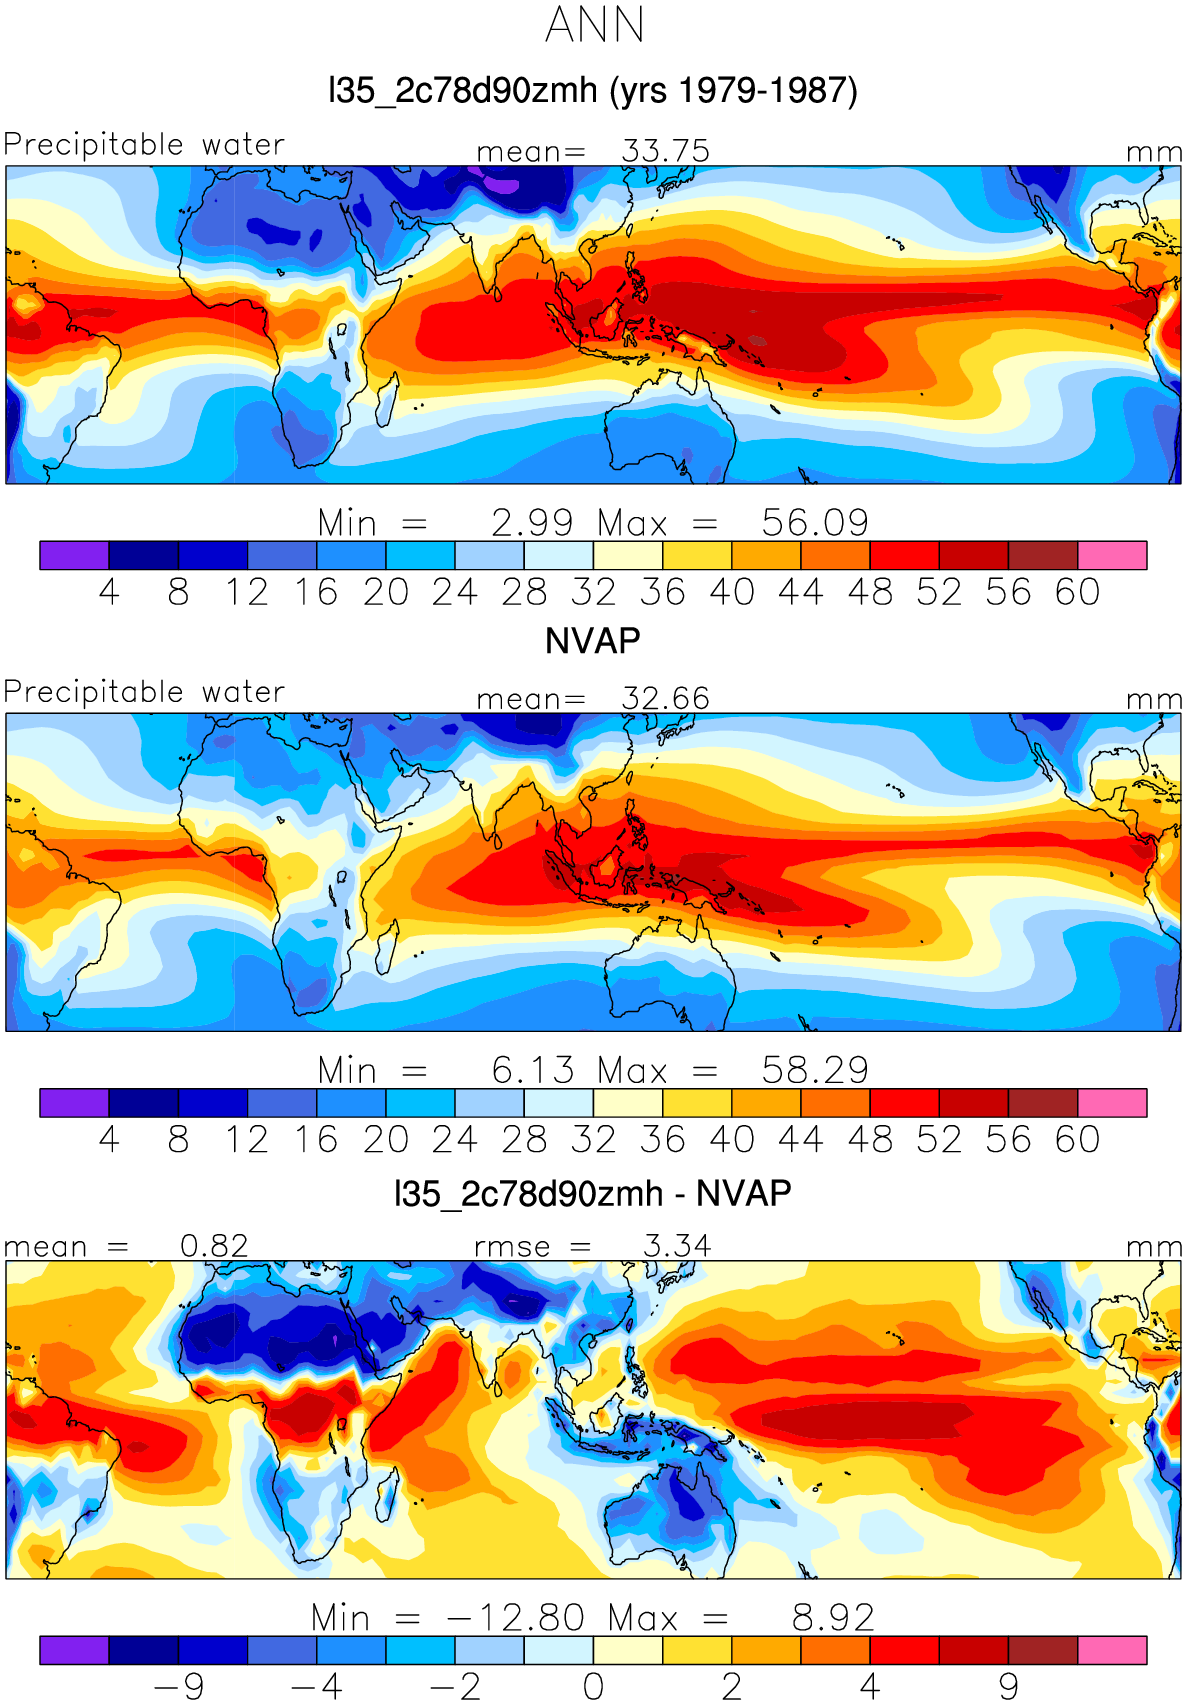 ANN
l35_2c78d90zmh (yrs 1979-1987)
Precipitable water mean= 33.75 mm
Min = 2.99 Max = 56.09
4 8 12 16 20 24 28 32 36 40 44 48 52 56 60
NVAP
Precipitable water mean= 32.66 mm
Min = 6.13 Max = 58.29
4 8 12 16 20 24 28 32 36 40 44 48 52 56 60
l35_2c78d90zmh - NVAP
mean = 0.82 rmse = 3.34 mm
Min = −12.80 Max = 8.92
−9 −4 −2 0 2 4 9